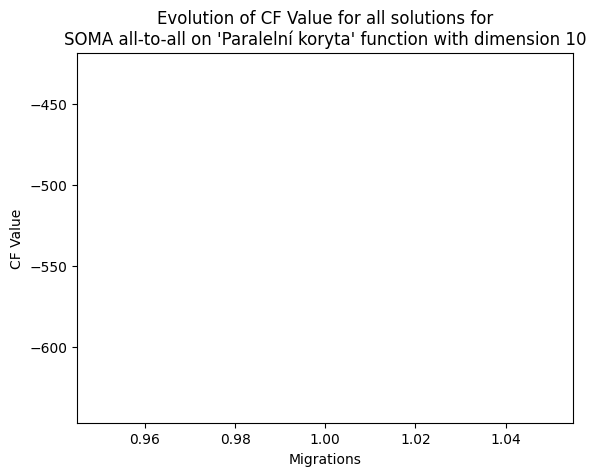 Evolution of CF Value for all solutions for
SOMA all-to-all on 'Paralelní koryta' function with dimension 10
−450
−500
−550
−600
CF Value
0.96 0.98 1.00 1.02 1.04
Migrations